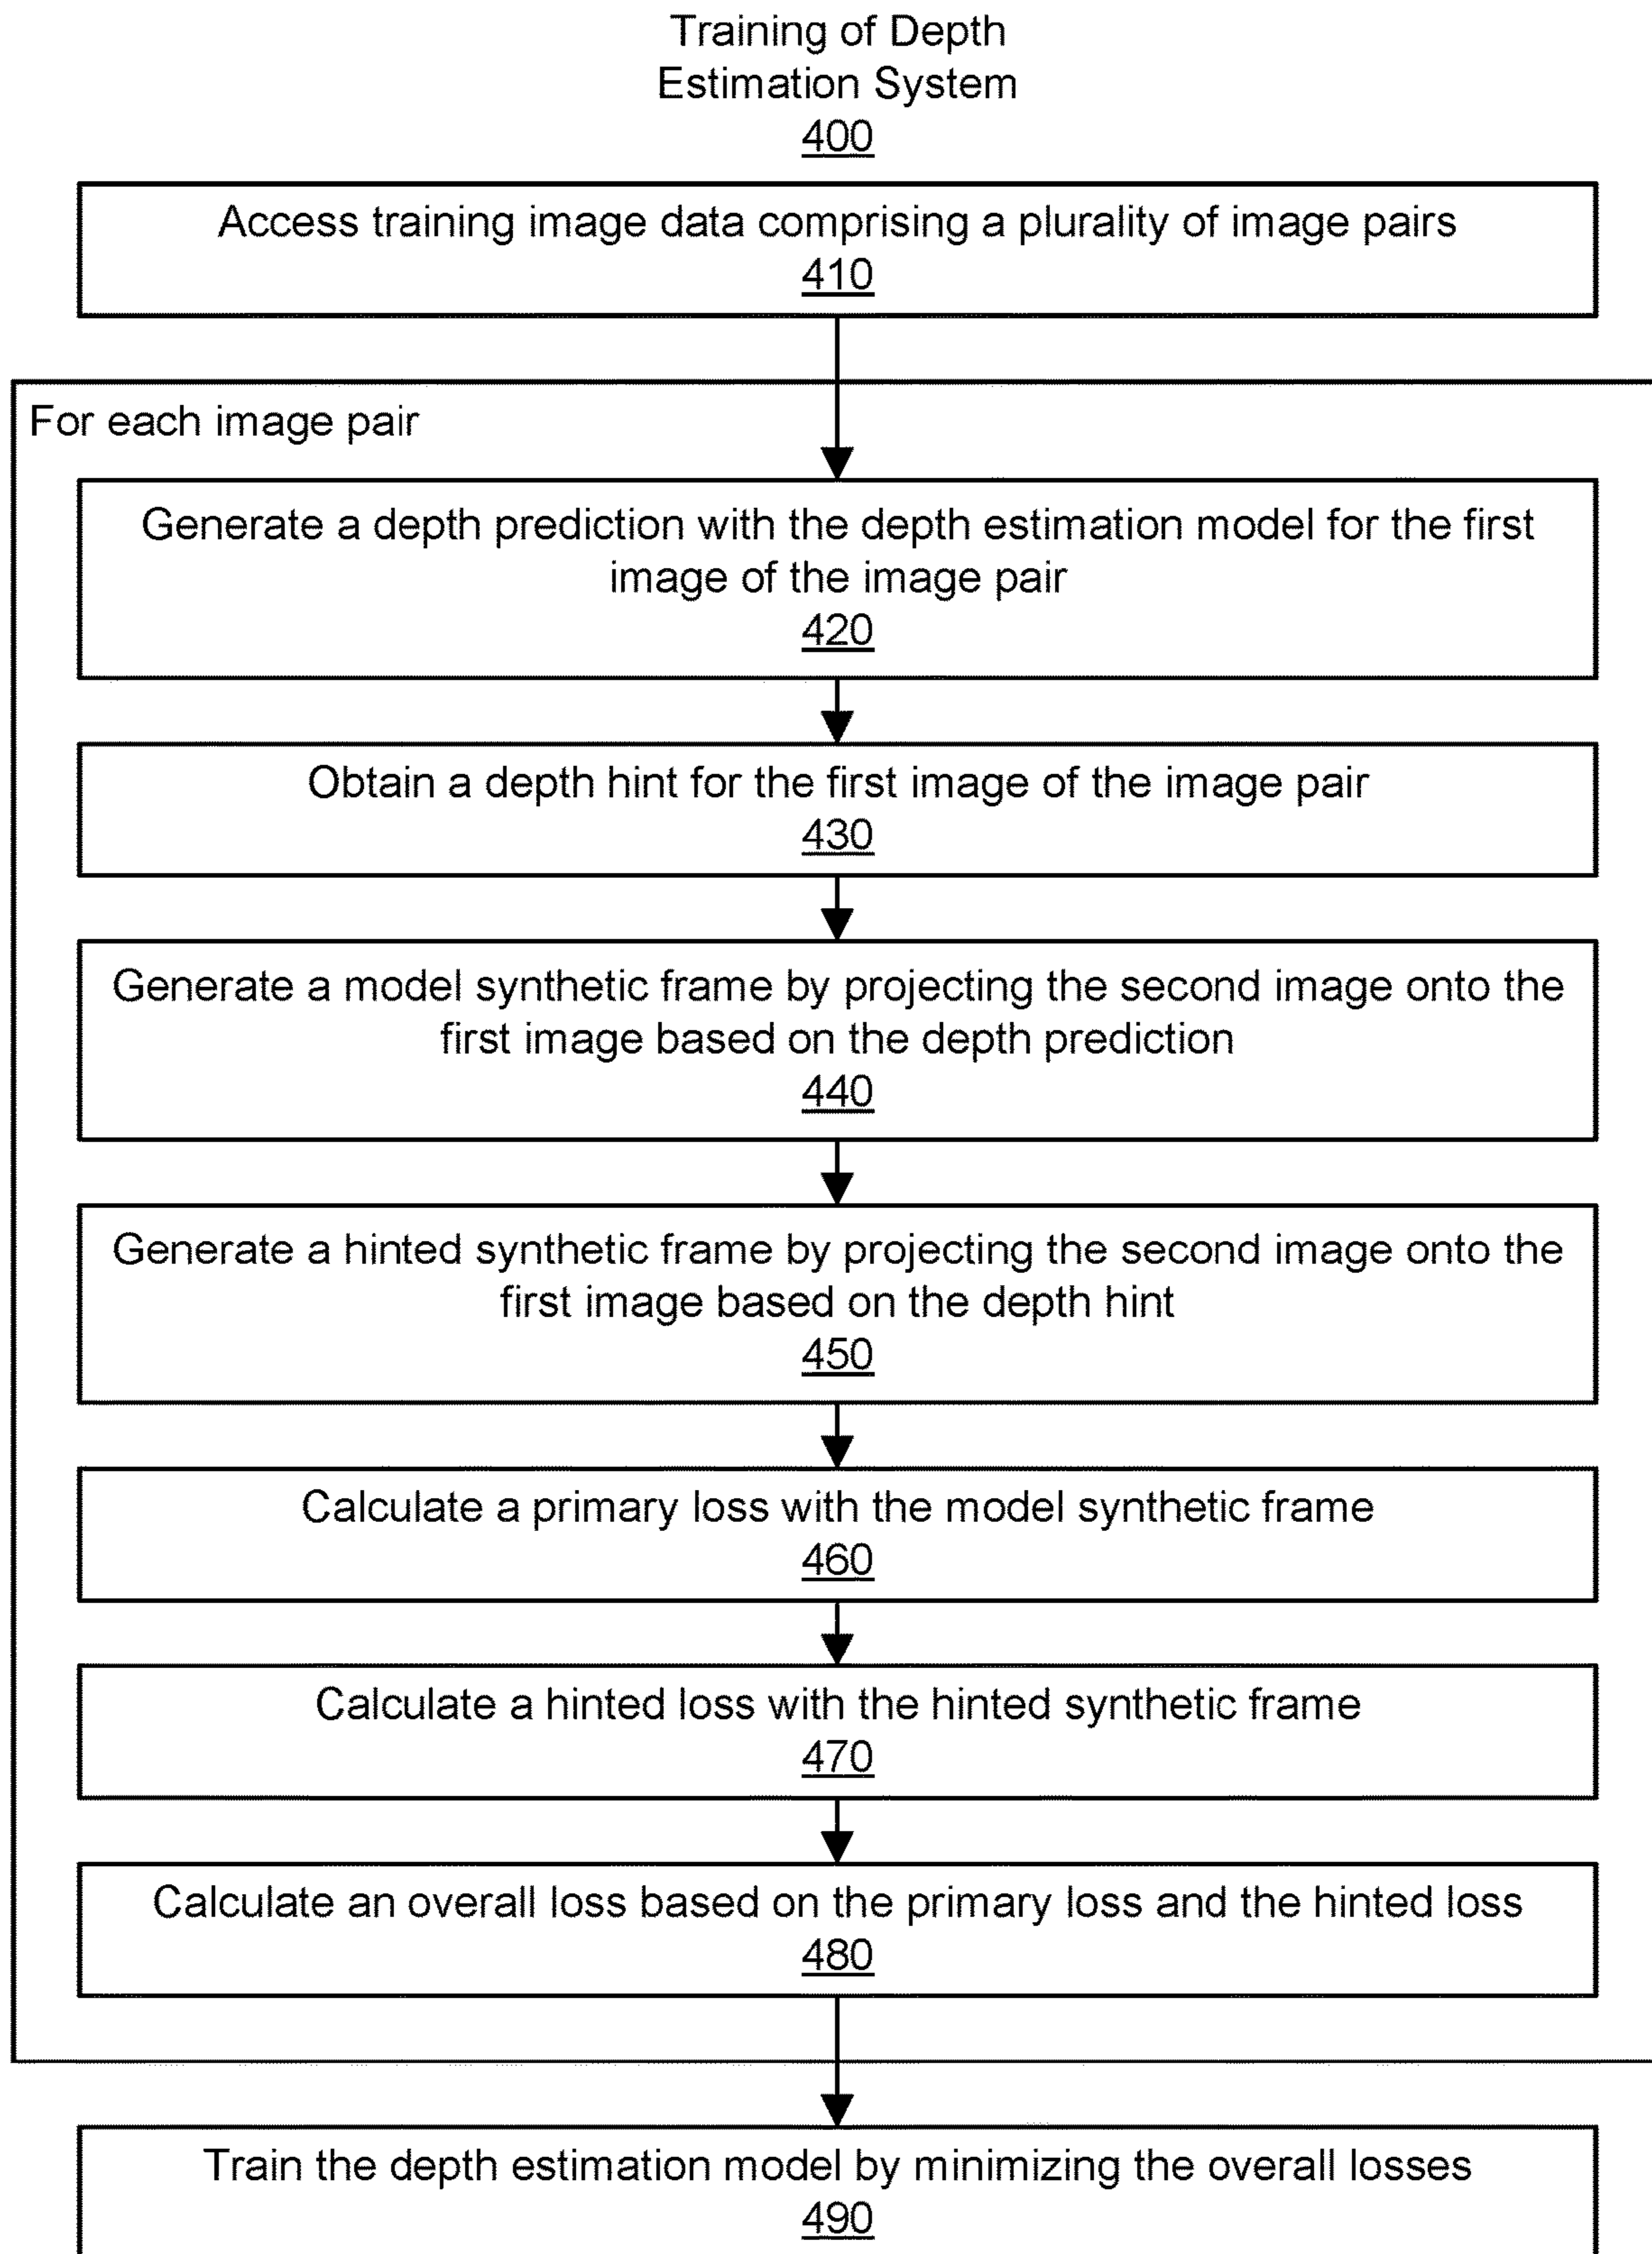 Training of Depth
Estimation System
400
Access training image data comprising a plurality of image pairs
410
For each image pair
Generate a depth prediction with the depth estimation model for the first
image of the image pair
420
Obtain a depth hint for the first image of the image pair
430
Generate a model synthetic frame by projecting the second image onto the
first image based on the depth prediction
440
Generate a hinted synthetic frame by projecting the second image onto the
first image based on the depth hint
450
Calculate a primary loss with the model synthetic frame
460
Calculate a hinted loss with the hinted synthetic frame
470
Calculate an overall loss based on the primary loss and the hinted loss
480
Train the depth estimation model by minimizing the overall losses
490